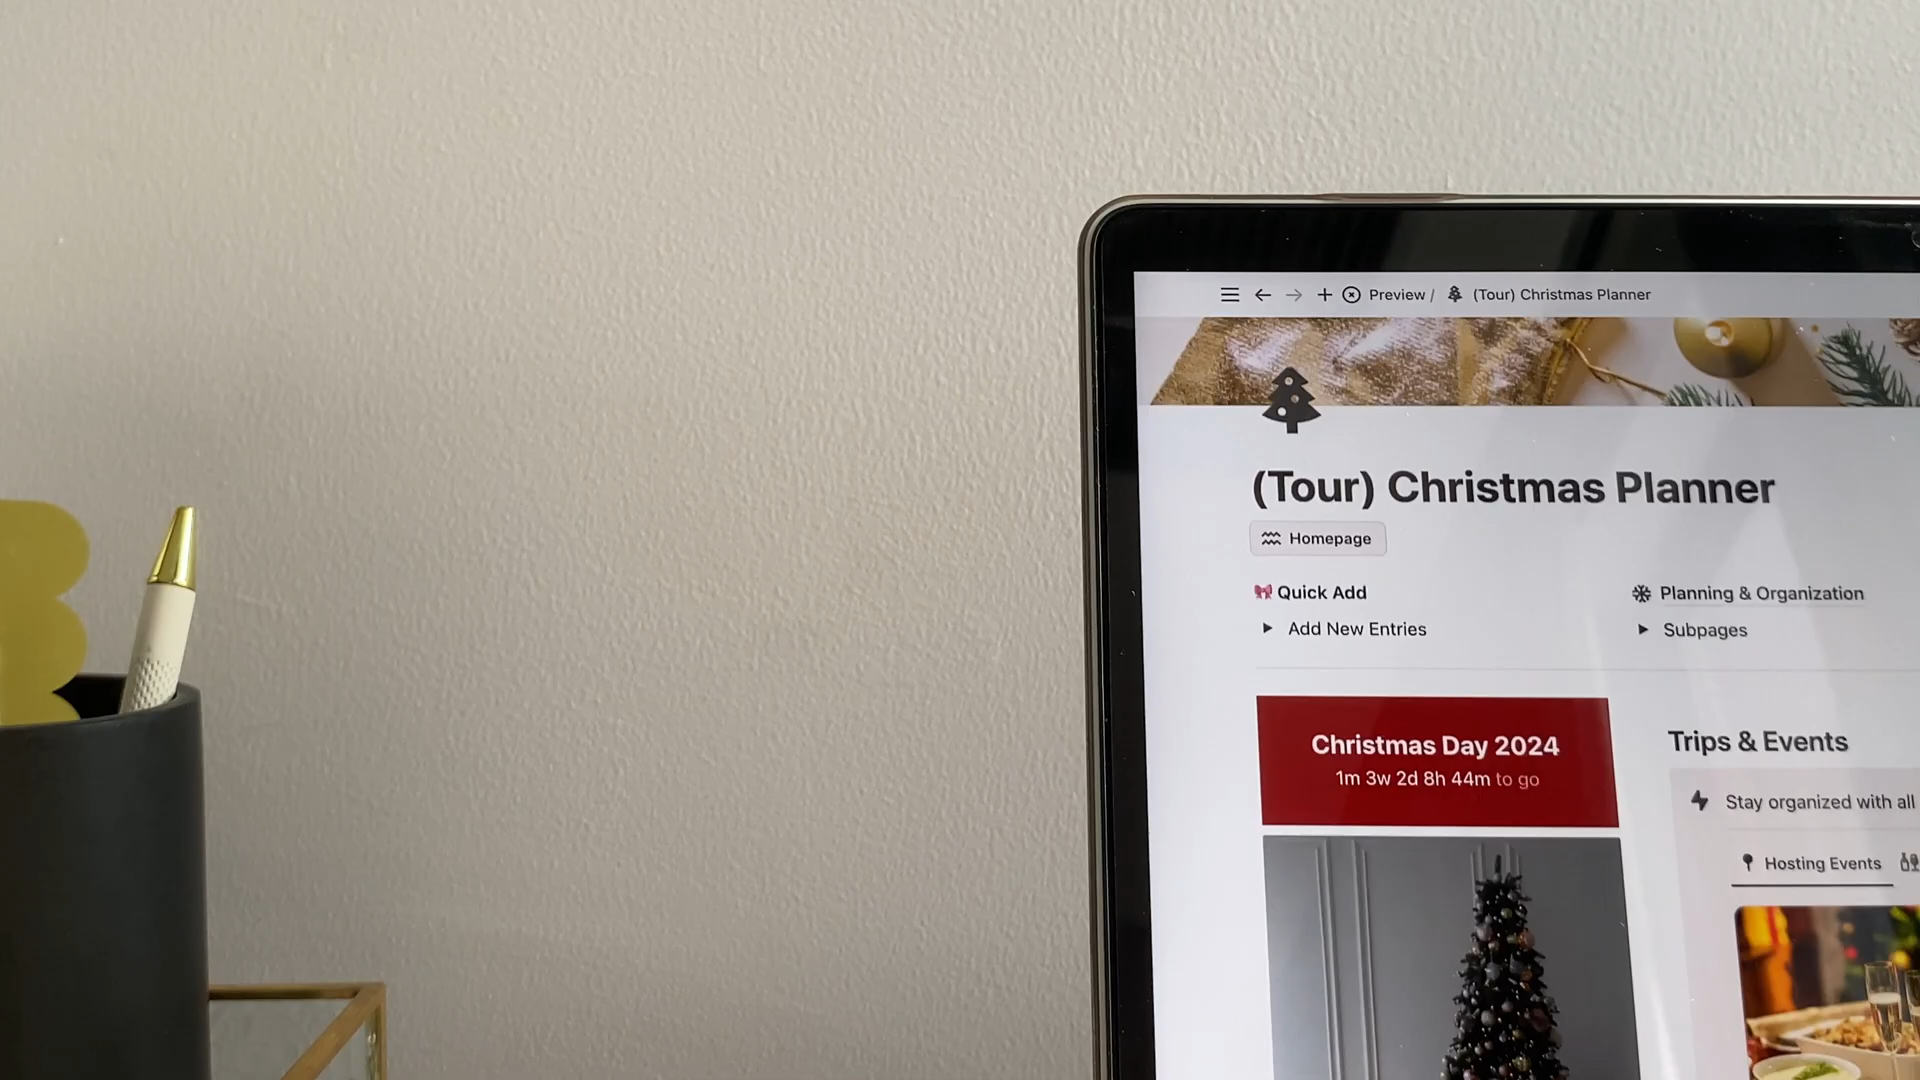 Preview / (Tour) Christmas Planner
(Tour) Christmas Planner
Homepage
Quick Add
Add New Entries
Planning & Organization
Subpages
Christmas Day 2024
1m 3w 2d 8h 44m to go
Trips & Events
Stay organized with all
Hosting Events